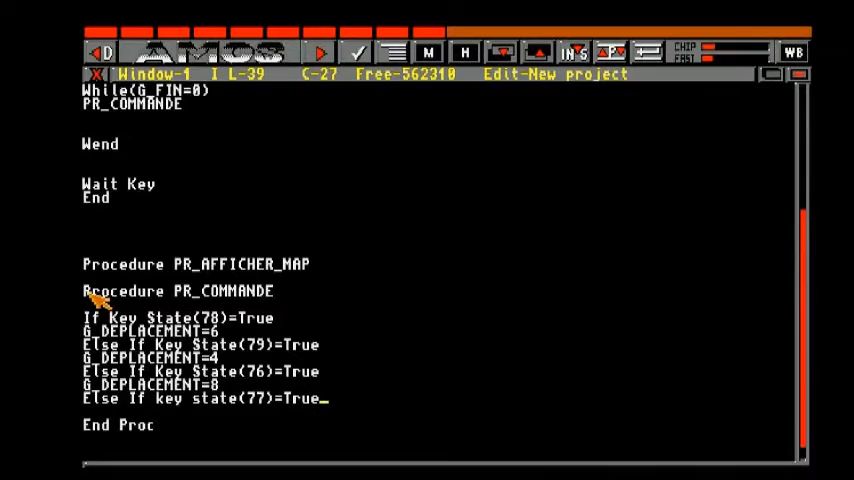 D AMOS M H INS WB
CHIP
FAST
Window-1 I L-39 C-27 Free-562310 Edit-New project
While(G_FIN=0)
PR_COMMANDE
Wend
Wait Key
End
Procedure PR_AFFICHER_MAP
Procedure PR_COMMANDE
If Key State(78)=True
G_DEPLACEMENT=6
Else If Key State(79)=True
G_DEPLACEMENT=4
Else If Key State(76)=True
G_DEPLACEMENT=8
Else If key state(77)=True_
End Proc